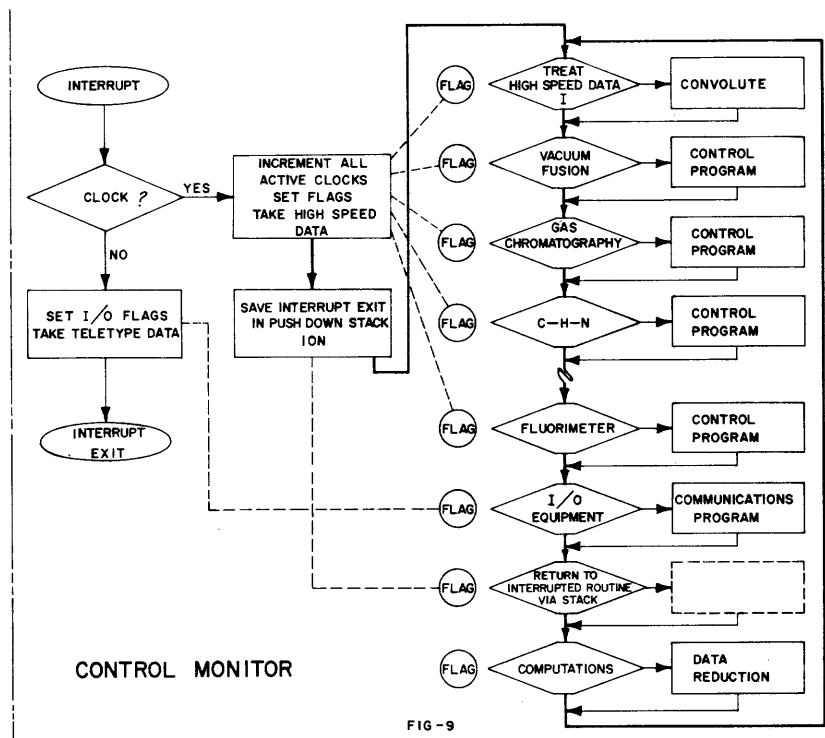 INTERRUPT
CLOCK ?
YES
NO
SET I/O FLAGS
TAKE TELETYPE DATA
INTERRUPT
EXIT
INCREMENT ALL
ACTIVE CLOCKS
SET FLAGS
TAKE HIGH SPEED
DATA
SAVE INTERRUPT EXIT
IN PUSH DOWN STACK
ION
FLAG
TREAT
HIGH SPEED DATA
I
CONVOLUTE
FLAG
VACUUM
FUSION
CONTROL
PROGRAM
FLAG
GAS
CHROMATOGRAPHY
CONTROL
PROGRAM
FLAG
C-H-N
CONTROL
PROGRAM
FLAG
FLUORIMETER
CONTROL
PROGRAM
FLAG
I/O
EQUIPMENT
COMMUNICATIONS
PROGRAM
FLAG
RETURN TO
INTERRUPTED ROUTINE
VIA STACK
FLAG
COMPUTATIONS
DATA
REDUCTION
CONTROL MONITOR
FIG-9